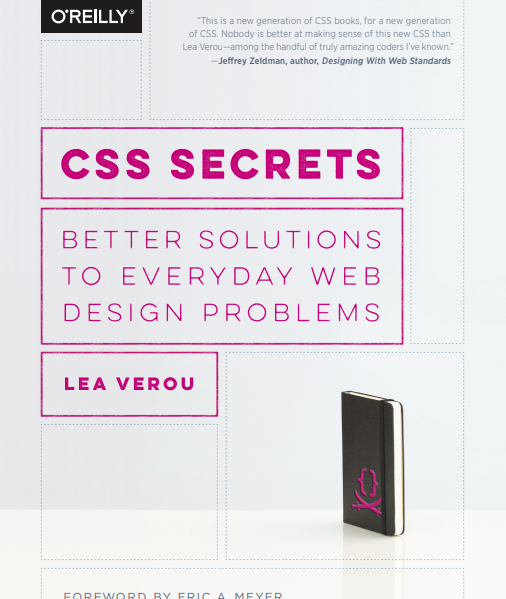 O'REILLY®
"This is a new generation of CSS books, for a new generation
of CSS. Nobody is better at making sense of this new CSS than
Lea Verou—among the handful of truly amazing coders I've known."
—Jeffrey Zeldman, author, Designing With Web Standards
CSS SECRETS
BETTER SOLUTIONS
TO EVERYDAY WEB
DESIGN PROBLEMS
LEA VEROU
FOREWORD BY ERIC A. MEYER